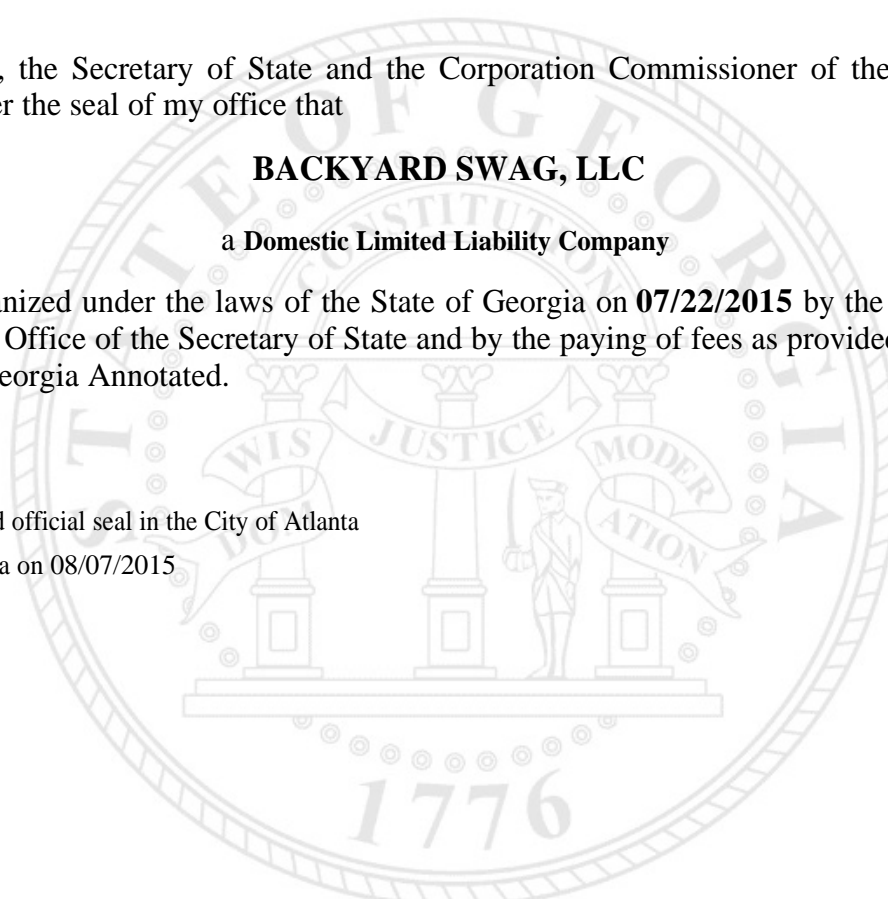 , the Secretary of State and the Corporation Commissioner of the
er the seal of my office that
BACKYARD SWAG, LLC
a Domestic Limited Liability Company
anized under the laws of the State of Georgia on 07/22/2015 by the
Office of the Secretary of State and by the paying of fees as provided
eorgia Annotated.
d official seal in the City of Atlanta
a on 08/07/2015
STATE OF GEORGIA
CONSTITUTION
WISDOM
JUSTICE
MODERATION
1776